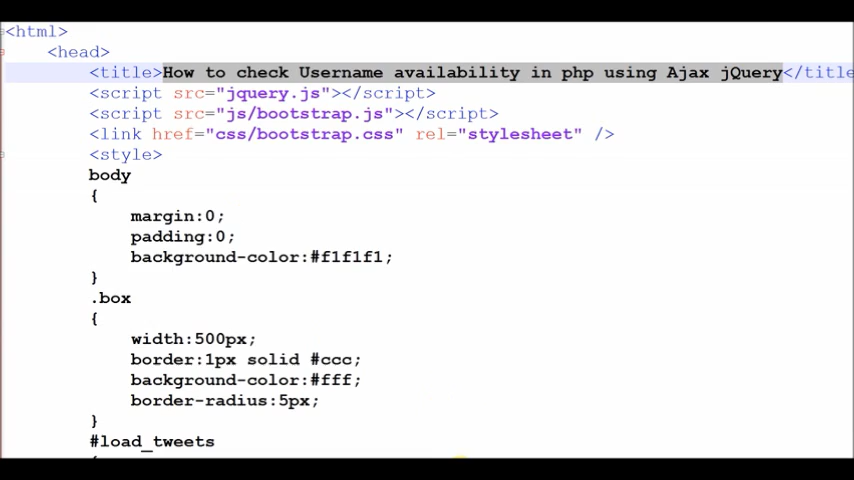 <html>
<head>
<title>How to check Username availability in php using Ajax jQuery</title
<script src="jquery.js"></script>
<script src="js/bootstrap.js"></script>
<link href="css/bootstrap.css" rel="stylesheet" />
<style>
body
{
margin:0;
padding:0;
background-color:#f1f1f1;
}
.box
{
width:500px;
border:1px solid #ccc;
background-color:#fff;
border-radius:5px;
}
#load_tweets